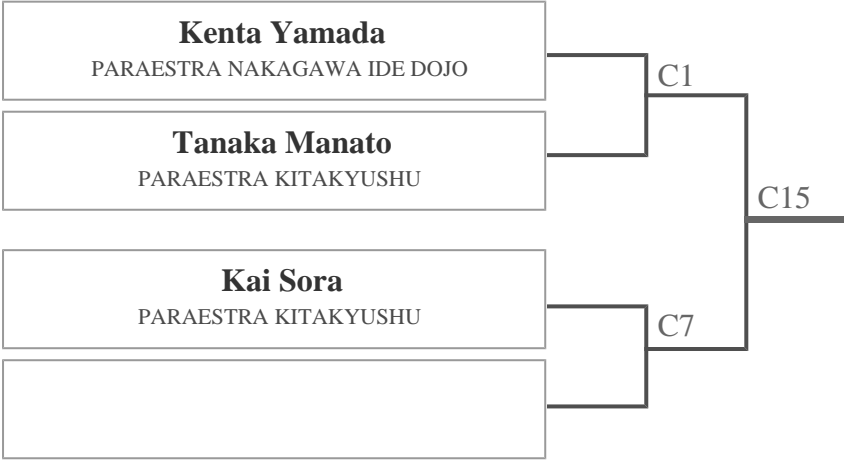 Kenta Yamada
PARAESTRA NAKAGAWA IDE DOJO
C1
Tanaka Manato
PARAESTRA KITAKYUSHU
C15
Kai Sora
PARAESTRA KITAKYUSHU
C7